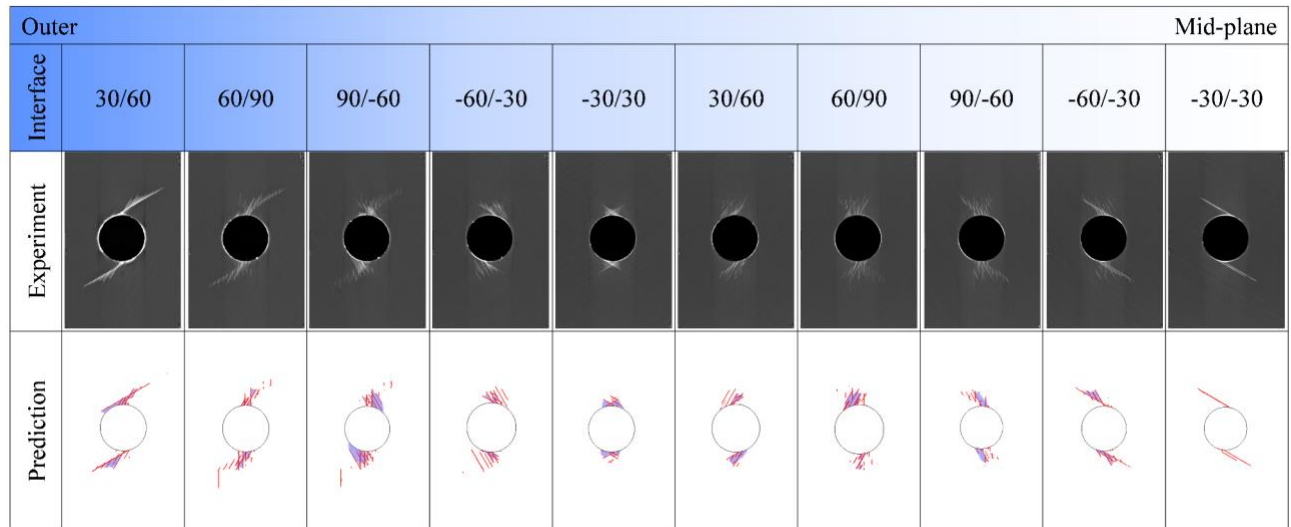 Outer Mid-plane
Interface 30/60 60/90 90/-60 -60/-30 -30/30 30/60 60/90 90/-60 -60/-30 -30/-30
Experiment
Prediction